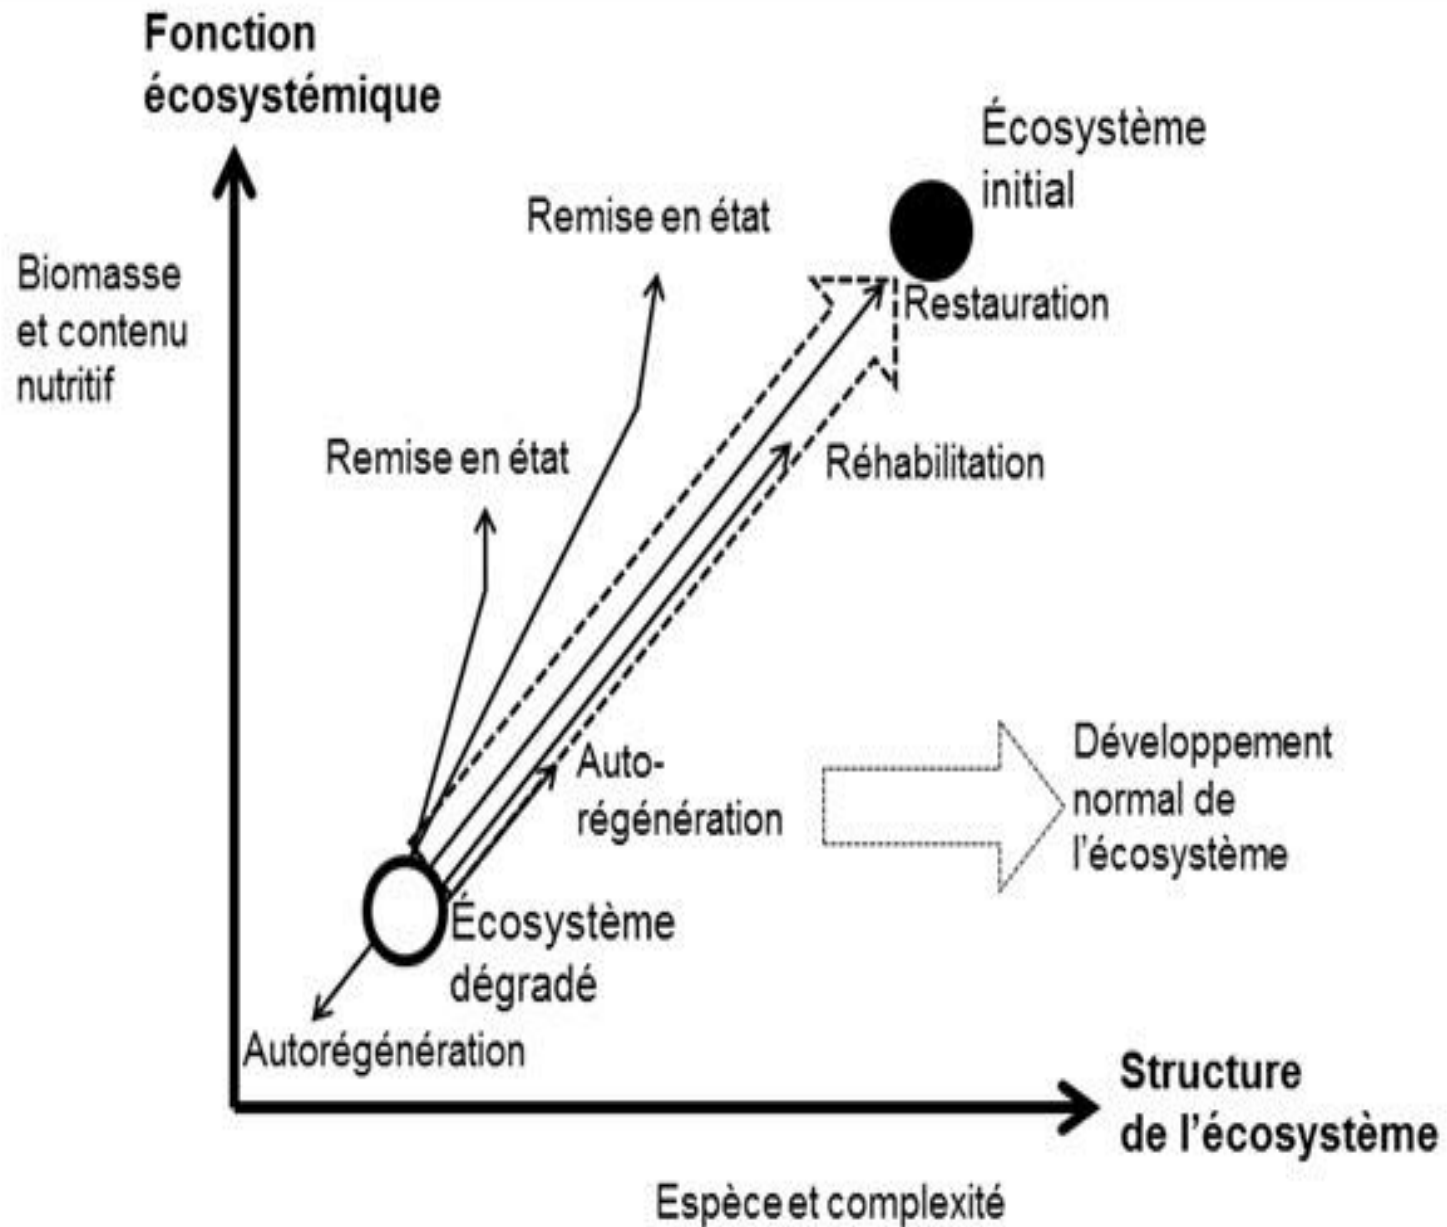 Fonction
écosystémique
Écosystème
initial
Remise en état
Biomasse
et contenu
nutritif
Restauration
Remise en état
Réhabilitation
Auto-
régénération
Développement
normal de
l'écosystème
Écosystème
dégradé
Autorégénération
Structure
de l'écosystème
Espèce et complexité